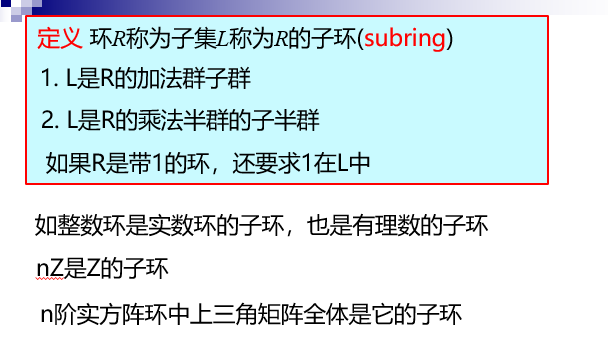 定义 环R称为子集L称为R的子环(subring)
1. L是R的加法群子群
2. L是R的乘法半群的子半群
如果R是带1的环，还要求1在L中
如整数环是实数环的子环，也是有理数的子环
nZ是Z的子环
n阶实方阵环中上三角矩阵全体是它的子环